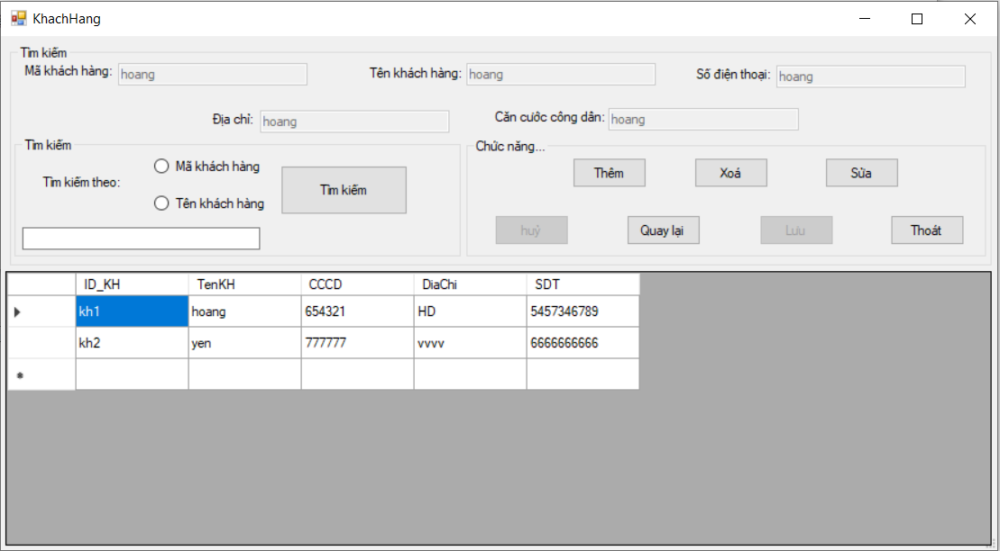 KhachHang
Tìm kiếm
Mã khách hàng: hoang Tên khách hàng: hoang Số điện thoại: hoang
Địa chỉ: hoang Căn cước công dân: hoang
Tìm kiếm
Tìm kiếm theo:
Mã khách hàng
Tên khách hàng
Tìm kiếm
Chức năng...
Thêm Xoá Sửa
huỷ Quay lại Lưu Thoát
ID_KH TenKH CCCD DiaChi SDT
kh1 hoang 654321 HD 5457346789
kh2 yen 777777 vvvv 6666666666